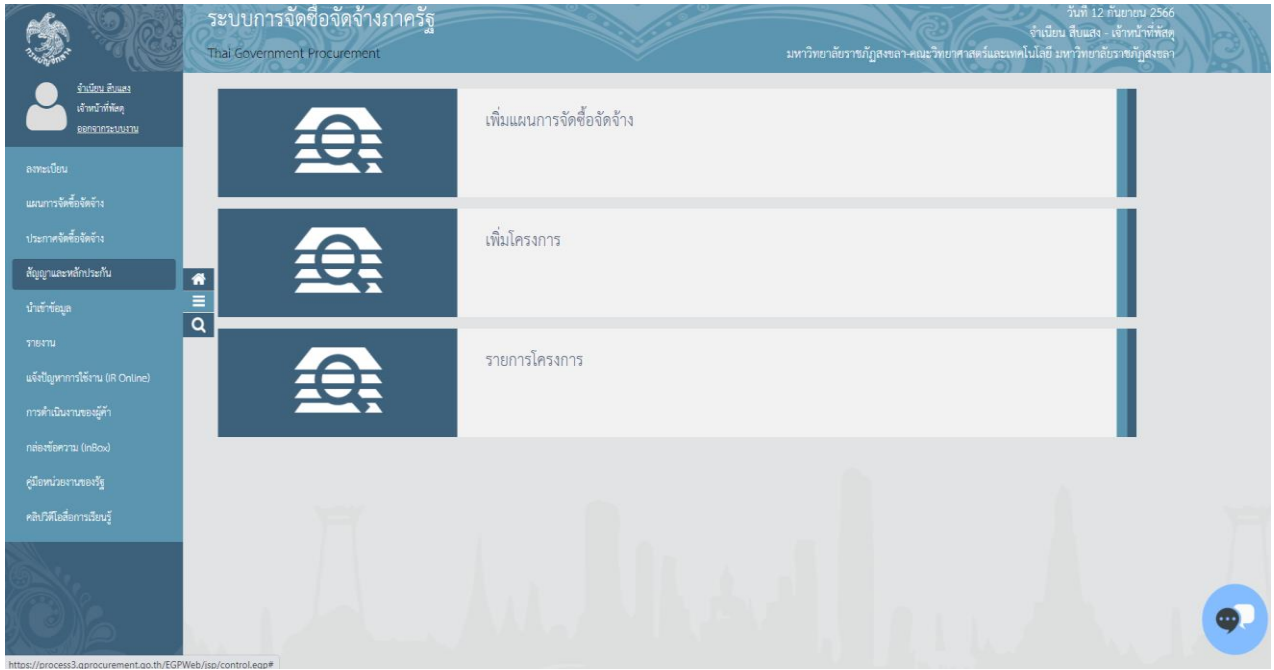 ระบบการจัดซื้อจัดจ้างภาครัฐ
Thai Government Procurement
วันที่ 12 กันยายน 2566
จำเนียน สืบแสง - เจ้าหน้าที่พัสดุ
มหาวิทยาลัยราชภัฏสงขลา-คณะวิทยาศาสตร์และเทคโนโลยี มหาวิทยาลัยราชภัฏสงขลา
กรมบัญชีกลาง
จำเนียน สืบแสง
เจ้าหน้าที่พัสดุ
ออกจากระบบงาน
ลงทะเบียน
แผนการจัดซื้อจัดจ้าง
ประกาศจัดซื้อจัดจ้าง
สัญญาและหลักประกัน
นำเข้าข้อมูล
รายงาน
แจ้งปัญหาการใช้งาน (IR Online)
การดำเนินงานของผู้ค้า
กล่องข้อความ (InBox)
คู่มือหน่วยงานของรัฐ
คลิปวิดีโอสื่อการเรียนรู้
เพิ่มแผนการจัดซื้อจัดจ้าง
เพิ่มโครงการ
รายการโครงการ
https://process3.gprocurement.go.th/EGPWeb/jsp/control.egp#